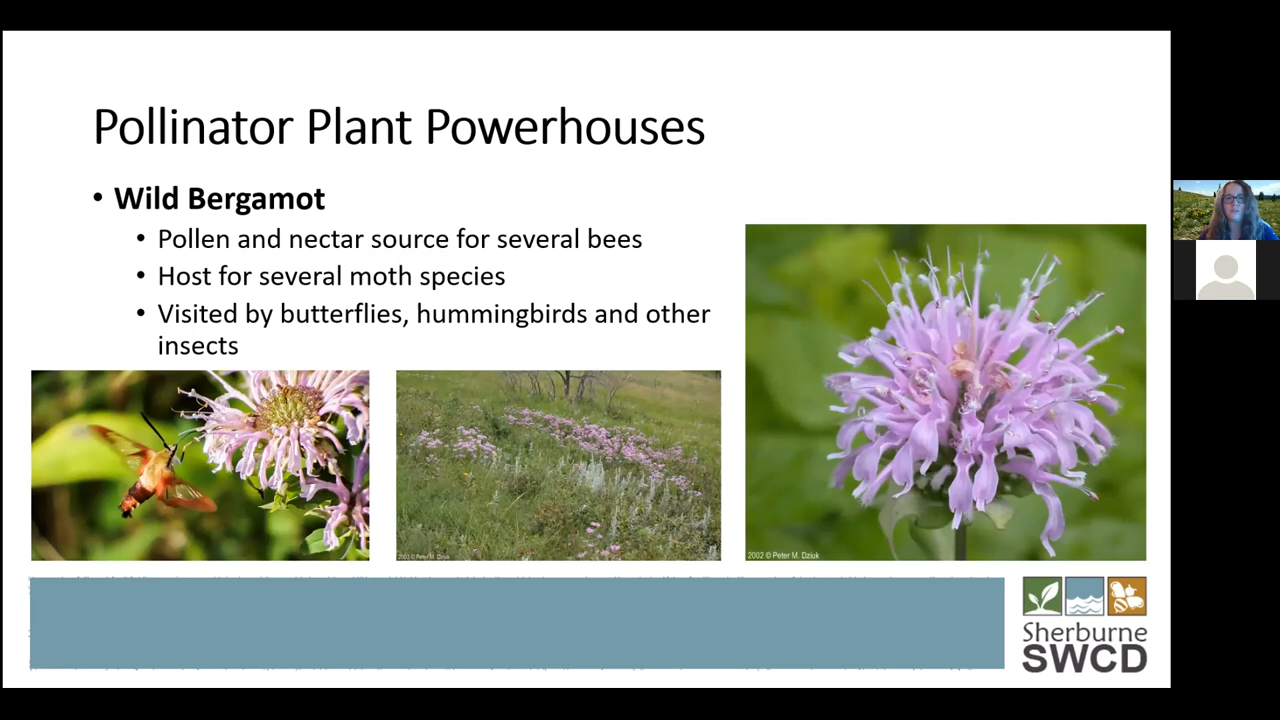 Pollinator Plant Powerhouses
• Wild Bergamot
• Pollen and nectar source for several bees
• Host for several moth species
• Visited by butterflies, hummingbirds and other
insects
2003 © Peter M. Dziuk
2002 © Peter M. Dziuk
Sherburne
SWCD